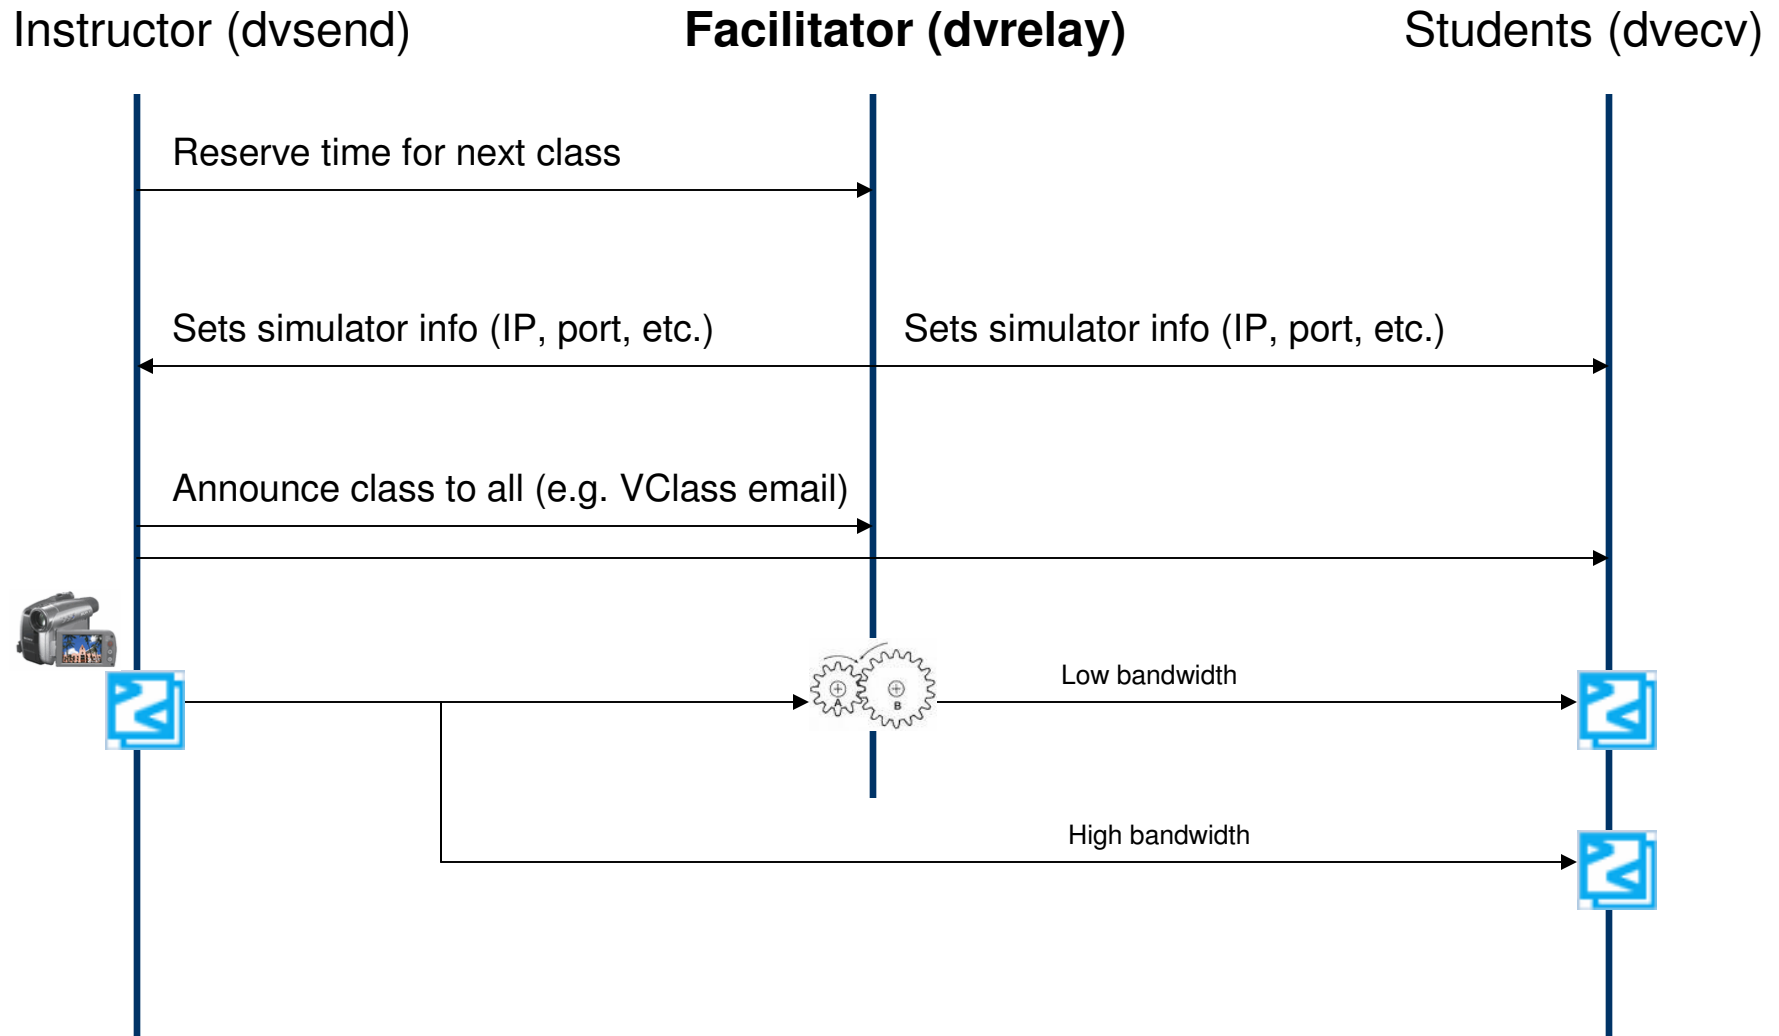 Instructor (dvsend)
Facilitator (dvrelay)
Students (dvecv)
Reserve time for next class
Sets simulator info (IP, port, etc.)
Sets simulator info (IP, port, etc.)
Announce class to all (e.g. VClass email)
A
B
Low bandwidth
High bandwidth